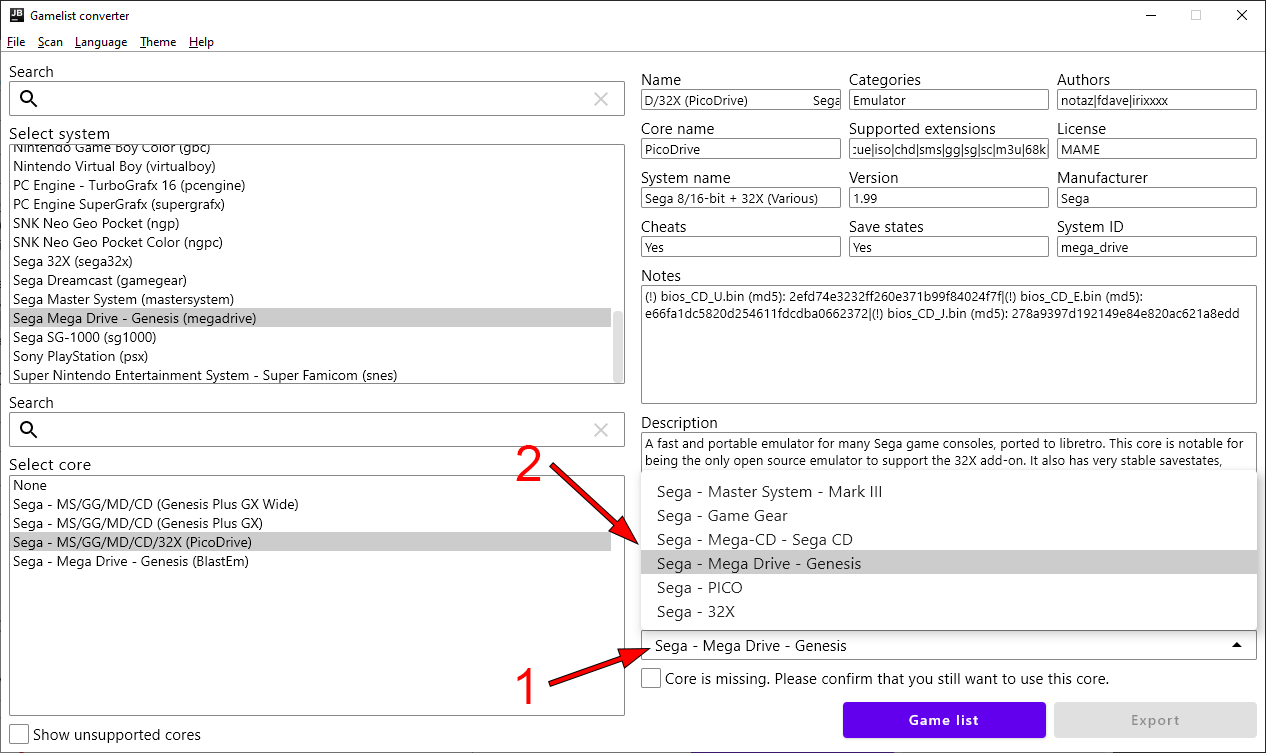 JB
Gamelist converter
File Scan Language Theme Help
Search
Select system
Nintendo Game Boy Color (gbc)
Nintendo Virtual Boy (virtualboy)
PC Engine - TurboGrafx 16 (pcengine)
PC Engine SuperGrafx (supergrafx)
SNK Neo Geo Pocket (ngp)
SNK Neo Geo Pocket Color (ngpc)
Sega 32X (sega32x)
Sega Dreamcast (gamegear)
Sega Master System (mastersystem)
Sega Mega Drive - Genesis (megadrive)
Sega SG-1000 (sg1000)
Sony PlayStation (psx)
Super Nintendo Entertainment System - Super Famicom (snes)
Search
Select core
None
Sega - MS/GG/MD/CD (Genesis Plus GX Wide)
Sega - MS/GG/MD/CD (Genesis Plus GX)
Sega - MS/GG/MD/CD/32X (PicoDrive)
Sega - Mega Drive - Genesis (BlastEm)
Show unsupported cores
Name Categories Authors
D/32X (PicoDrive) Sega Emulator notaz|fdave|irixxxx
Core name Supported extensions License
PicoDrive cue|iso|chd|sms|gg|sg|sc|m3u|68k MAME
System name Version Manufacturer
Sega 8/16-bit + 32X (Various) 1.99 Sega
Cheats Save states System ID
Yes Yes mega_drive
Notes
(!) bios_CD_U.bin (md5): 2efd74e3232ff260e371b99f84024f7f|(!) bios_CD_E.bin (md5):
e66fa1dc5820d254611fdcdba0662372|(!) bios_CD_J.bin (md5): 278a9397d192149e84e820ac621a8edd
Description
A fast and portable emulator for many Sega game consoles, ported to libretro. This core is notable for
being the only open source emulator to support the 32X add-on. It also has very stable savestates,
2
Sega - Master System - Mark III
Sega - Game Gear
Sega - Mega-CD - Sega CD
Sega - Mega Drive - Genesis
Sega - PICO
Sega - 32X
1
Sega - Mega Drive - Genesis
Core is missing. Please confirm that you still want to use this core.
Game list Export